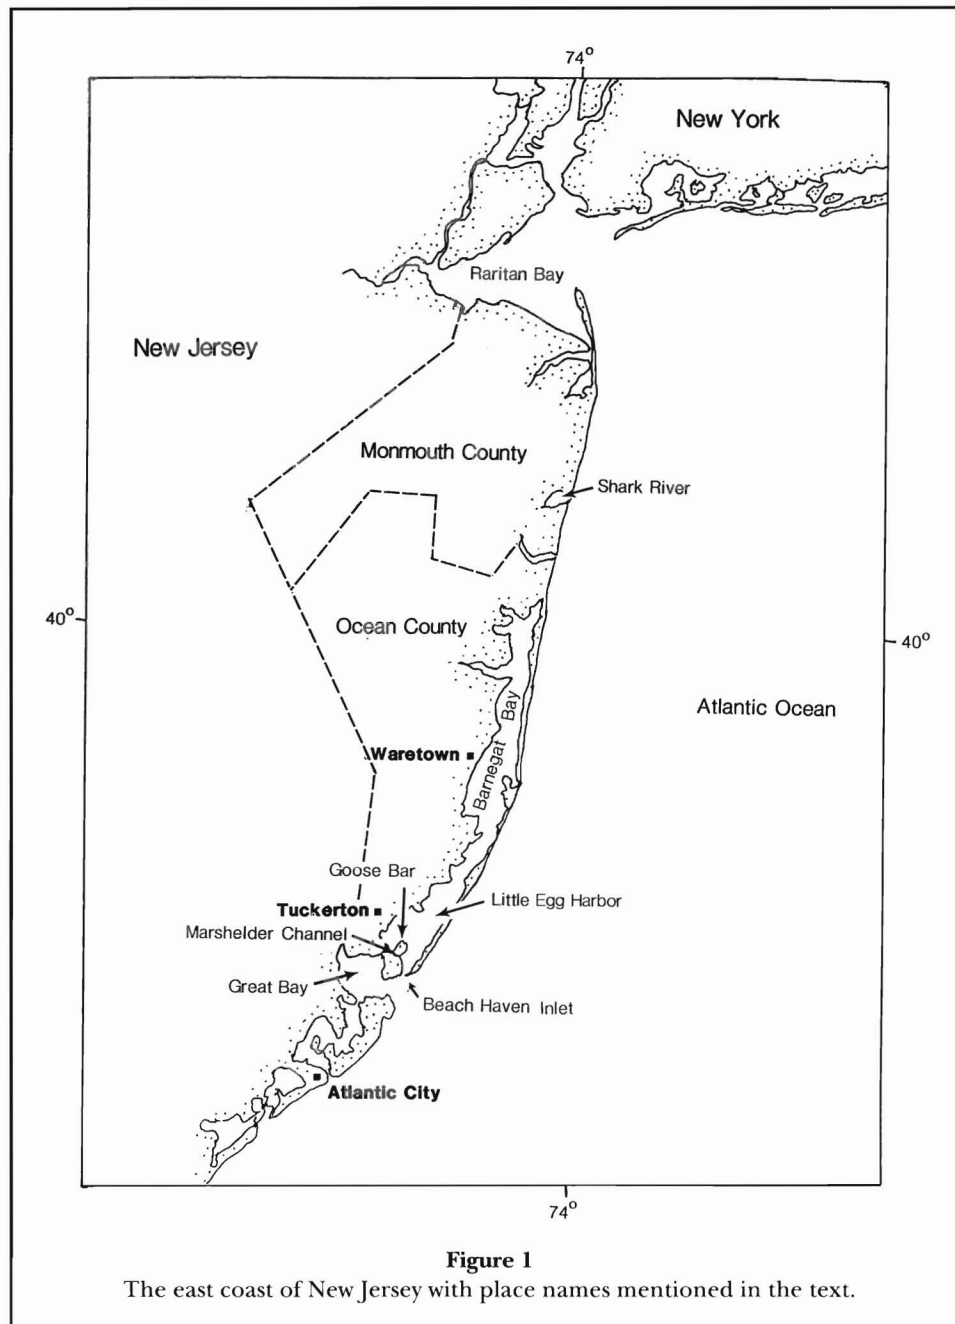 74°
New York
Raritan Bay
New Jersey
Monmouth County
Shark River
40°
Ocean County
40°
Atlantic Ocean
Barnegat Bay
Waretown
Goose Bar
Little Egg Harbor
Tuckerton
Marshelder Channel
Great Bay
Beach Haven Inlet
Atlantic City
74°
Figure 1
The east coast of New Jersey with place names mentioned in the text.